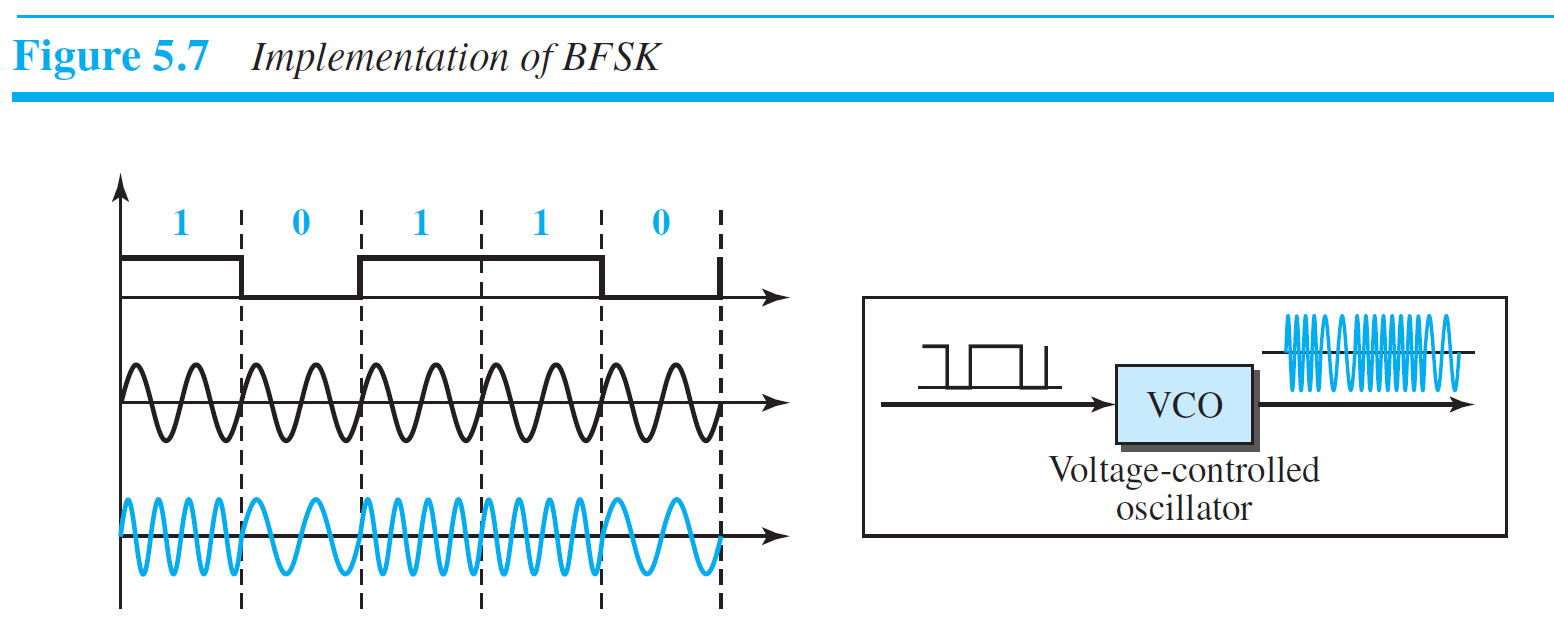 Figure 5.7 Implementation of BFSK
1 0 1 1 0
VCO
Voltage-controlled
oscillator